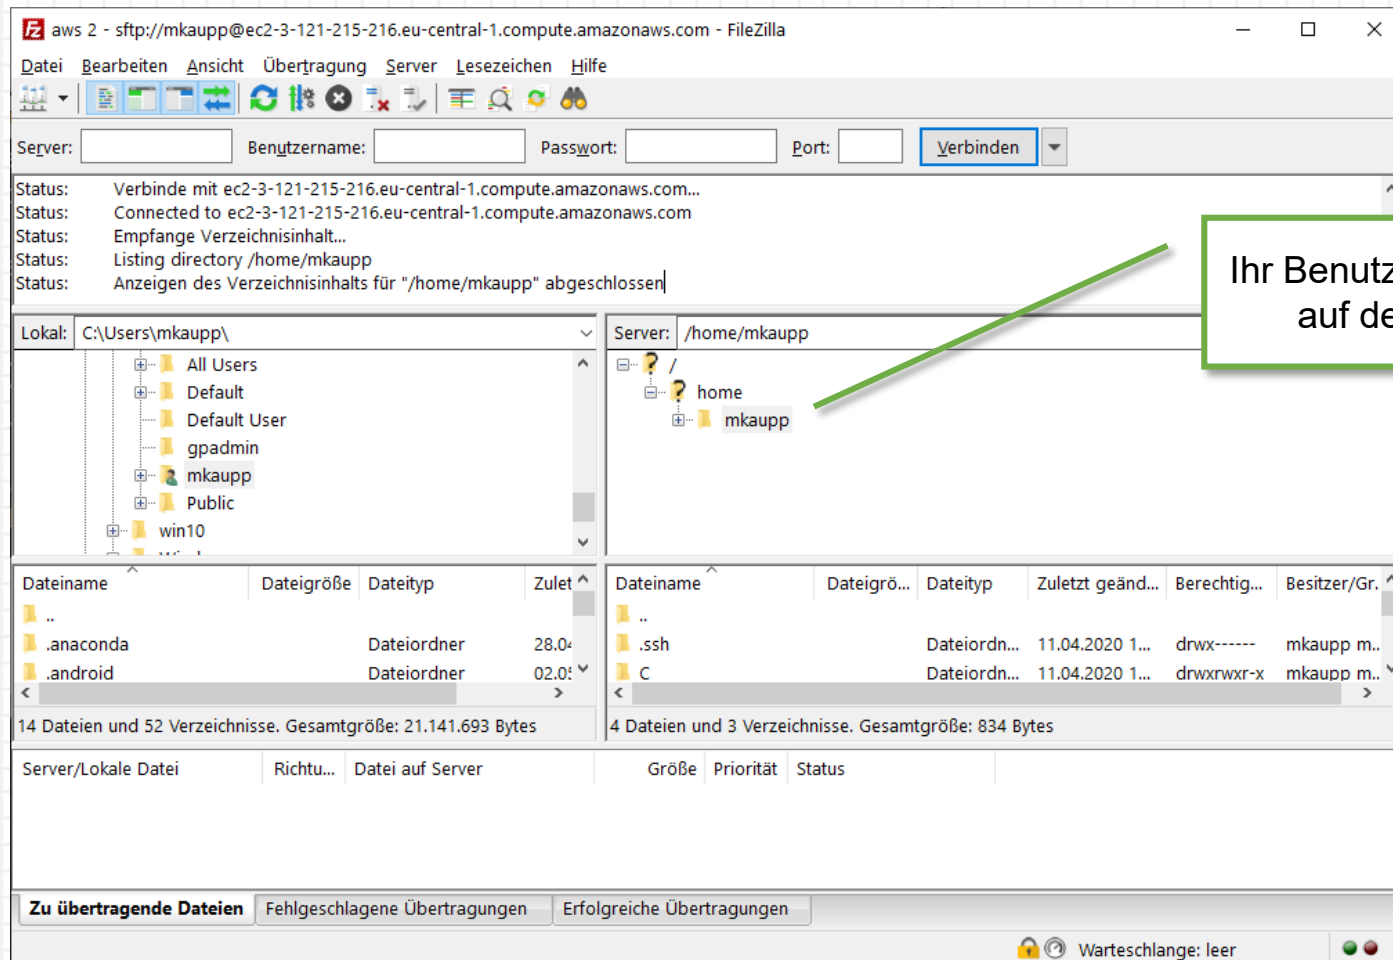 aws 2 - sftp://mkaupp@ec2-3-121-215-216.eu-central-1.compute.amazonaws.com - FileZilla
Datei Bearbeiten Ansicht Übertragung Server Lesezeichen Hilfe
Server: Benutzername: Passwort: Port: Verbinden
Status: Verbinde mit ec2-3-121-215-216.eu-central-1.compute.amazonaws.com...
Status: Connected to ec2-3-121-215-216.eu-central-1.compute.amazonaws.com
Status: Empfange Verzeichnisinhalt...
Status: Listing directory /home/mkaupp
Status: Anzeigen des Verzeichnisinhalts für "/home/mkaupp" abgeschlossen
Ihr Benutz
auf de
Lokal: C:\Users\mkaupp\
All Users
Default
Default User
gpadmin
mkaupp
Public
win10
Server: /home/mkaupp
/
home
mkaupp
Dateiname Dateigröße Dateityp Zulet
..
.anaconda Dateiordner 28.04
.android Dateiordner 02.05
14 Dateien und 52 Verzeichnisse. Gesamtgröße: 21.141.693 Bytes
Dateiname Dateigrö... Dateityp Zuletzt geänd... Berechtig... Besitzer/Gr.
..
.ssh Dateiordn... 11.04.2020 1... drwx------ mkaupp m..
C Dateiordn... 11.04.2020 1... drwxrwxr-x mkaupp m..
4 Dateien und 3 Verzeichnisse. Gesamtgröße: 834 Bytes
Server/Lokale Datei Richtu... Datei auf Server Größe Priorität Status
Zu übertragende Dateien Fehlgeschlagene Übertragungen Erfolgreiche Übertragungen
Warteschlange: leer